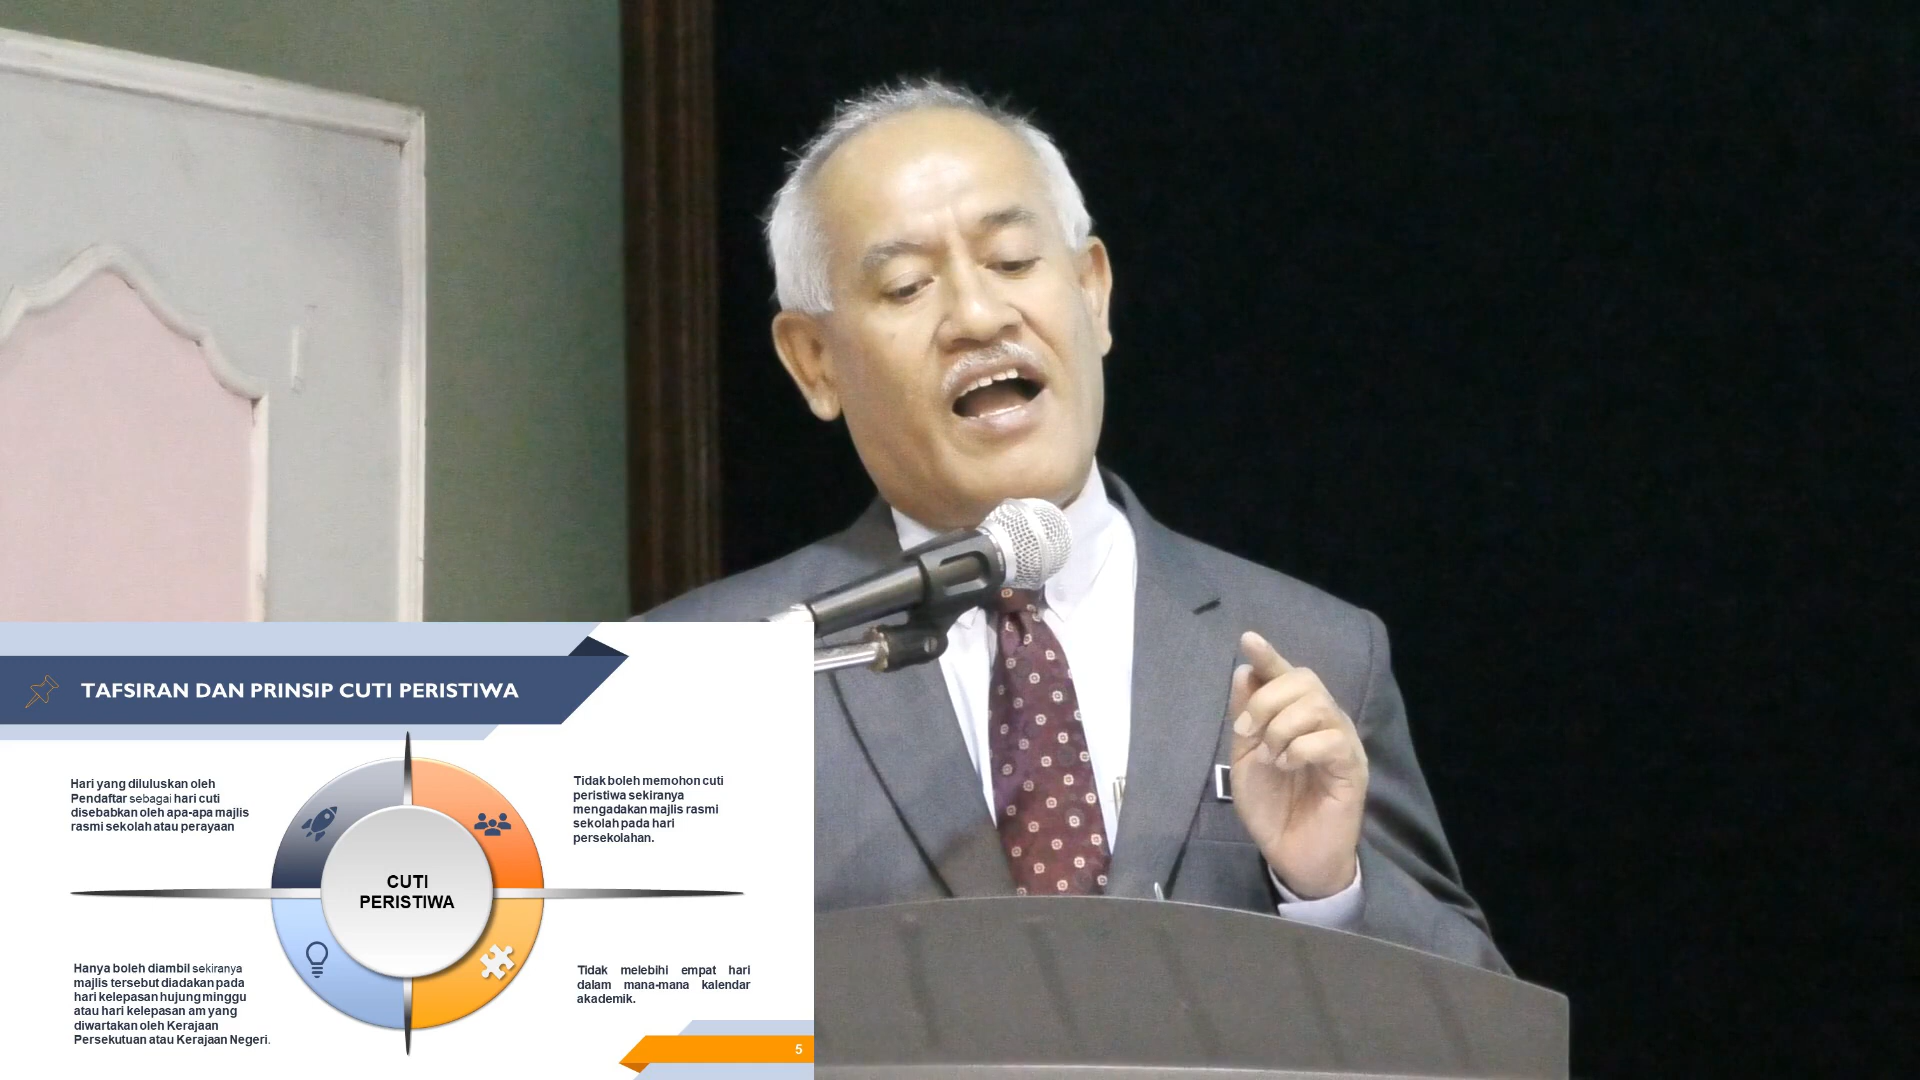 TAFSIRAN DAN PRINSIP CUTI PERISTIWA
Hari yang diluluskan oleh
Pendaftar sebagai hari cuti
disebabkan oleh apa-apa majlis
rasmi sekolah atau perayaan
Tidak boleh memohon cuti
peristiwa sekiranya
mengadakan majlis rasmi
sekolah pada hari
persekolahan.
CUTI
PERISTIWA
Hanya boleh diambil sekiranya
majlis tersebut diadakan pada
hari kelepasan hujung minggu
atau hari kelepasan am yang
diwartakan oleh Kerajaan
Persekutuan atau Kerajaan Negeri.
Tidak melebihi empat hari
dalam mana-mana kalendar
akademik.
5